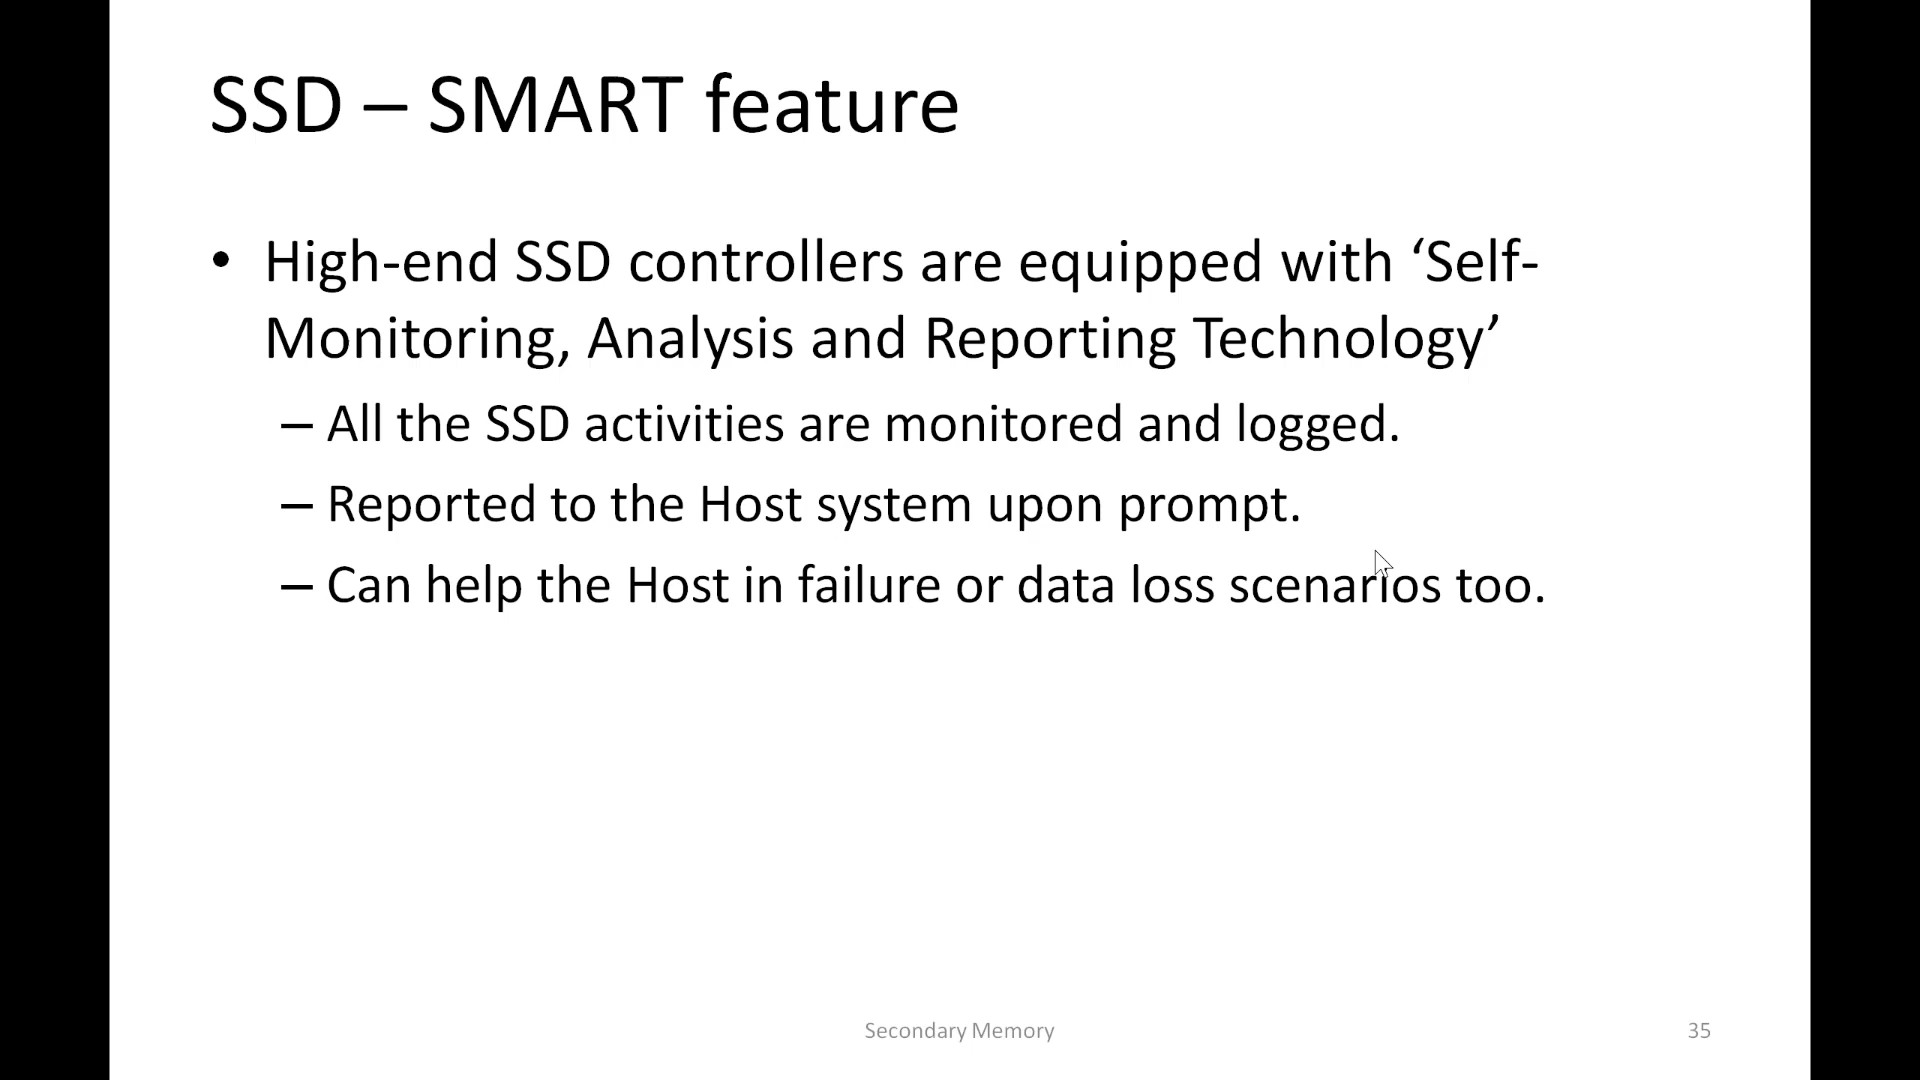 SSD – SMART feature
• High-end SSD controllers are equipped with ‘Self-
Monitoring, Analysis and Reporting Technology’
– All the SSD activities are monitored and logged.
– Reported to the Host system upon prompt.
– Can help the Host in failure or data loss scenarios too.
Secondary Memory
35